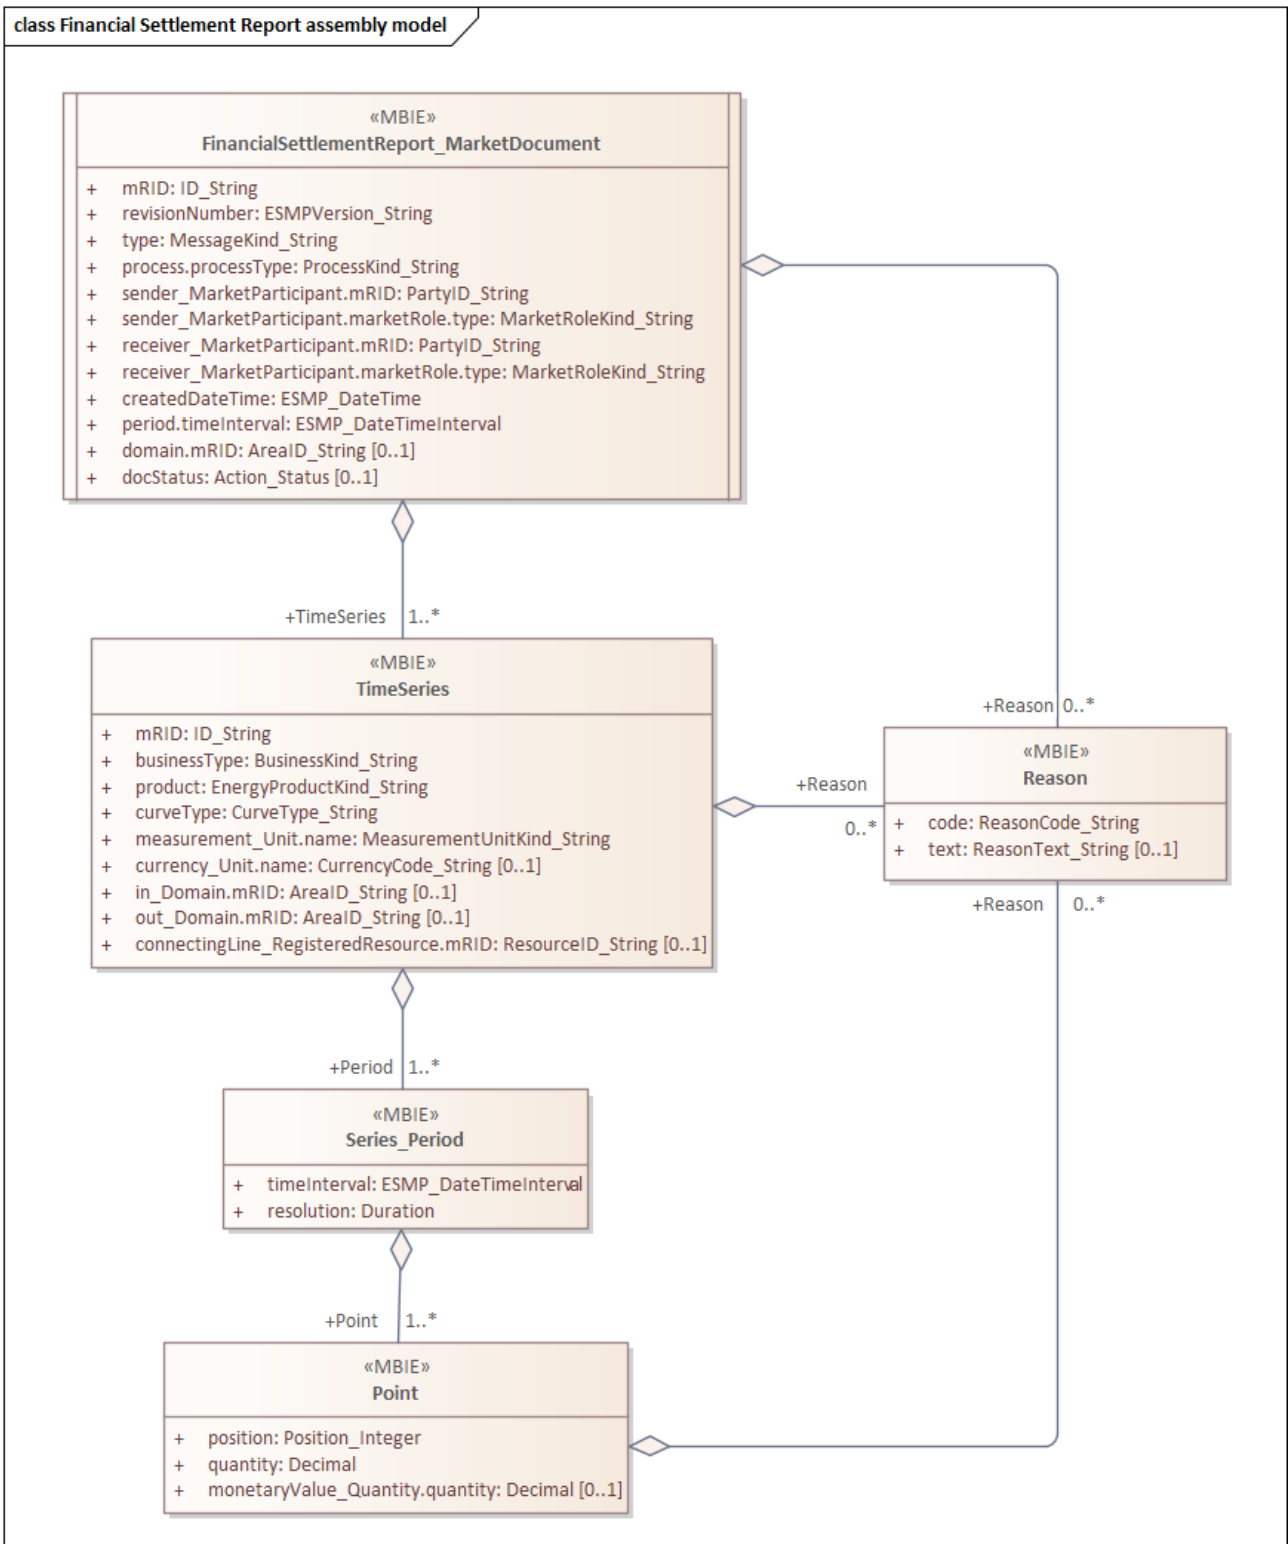 class Financial Settlement Report assembly model
«MBIE»
FinancialSettlementReport_MarketDocument
+ mRID: ID_String
+ revisionNumber: ESMPVersion_String
+ type: MessageKind_String
+ process.processType: ProcessKind_String
+ sender_MarketParticipant.mRID: PartyID_String
+ sender_MarketParticipant.marketRole.type: MarketRoleKind_String
+ receiver_MarketParticipant.mRID: PartyID_String
+ receiver_MarketParticipant.marketRole.type: MarketRoleKind_String
+ createdDateTime: ESMP_DateTime
+ period.timeInterval: ESMP_DateTimeInterval
+ domain.mRID: AreaID_String [0..1]
+ docStatus: Action_Status [0..1]
+TimeSeries 1..*
«MBIE»
TimeSeries
+ mRID: ID_String
+ businessType: BusinessKind_String
+ product: EnergyProductKind_String
+ curveType: CurveType_String
+ measurement_Unit.name: MeasurementUnitKind_String
+ currency_Unit.name: CurrencyCode_String [0..1]
+ in_Domain.mRID: AreaID_String [0..1]
+ out_Domain.mRID: AreaID_String [0..1]
+ connectingLine_RegisteredResource.mRID: ResourceID_String [0..1]
+Reason 0..*
+Reason
0..*
«MBIE»
Reason
+ code: ReasonCode_String
+ text: ReasonText_String [0..1]
+Reason 0..*
+Period 1..*
«MBIE»
Series_Period
+ timeInterval: ESMP_DateTimeInterval
+ resolution: Duration
+Point 1..*
«MBIE»
Point
+ position: Position_Integer
+ quantity: Decimal
+ monetaryValue_Quantity.quantity: Decimal [0..1]